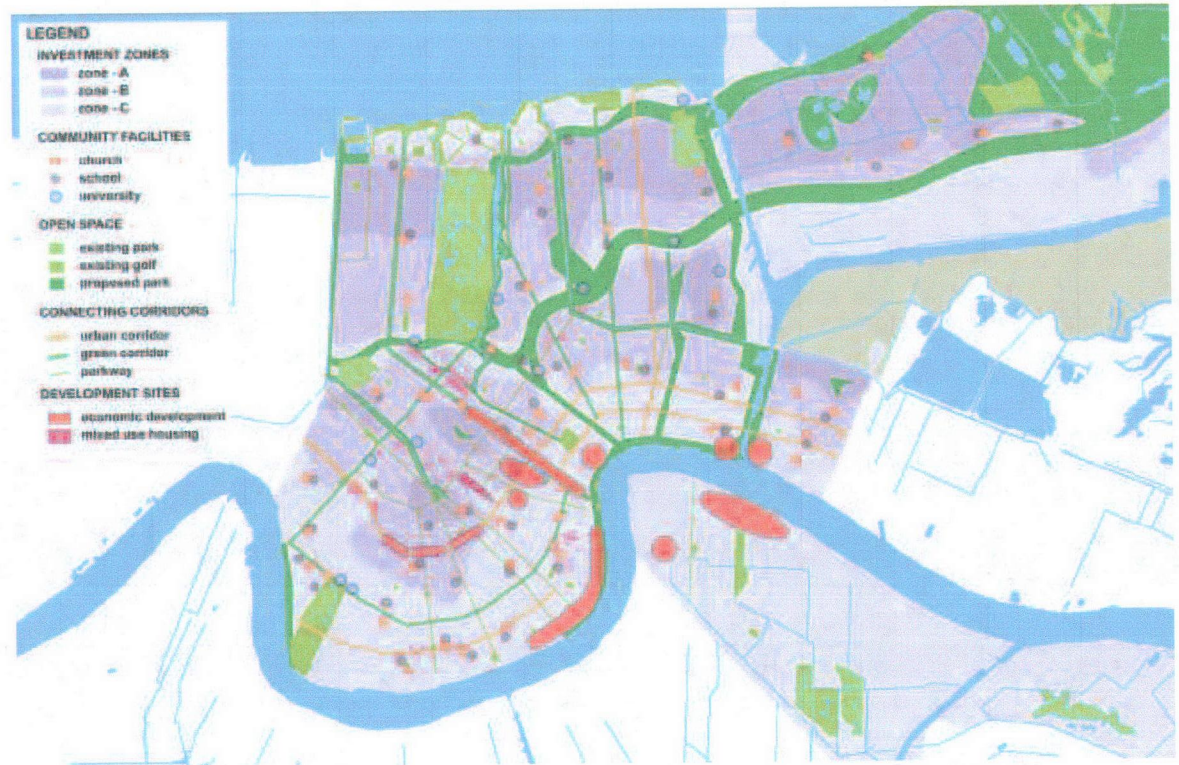 LEGEND
INVESTMENT ZONES
zone - A
zone - B
zone - C
COMMUNITY FACILITIES
church
school
university
OPEN SPACE
existing park
existing golf
proposed park
CONNECTING CORRIDORS
urban corridor
green corridor
parkway
DEVELOPMENT SITES
economic development
mixed use housing